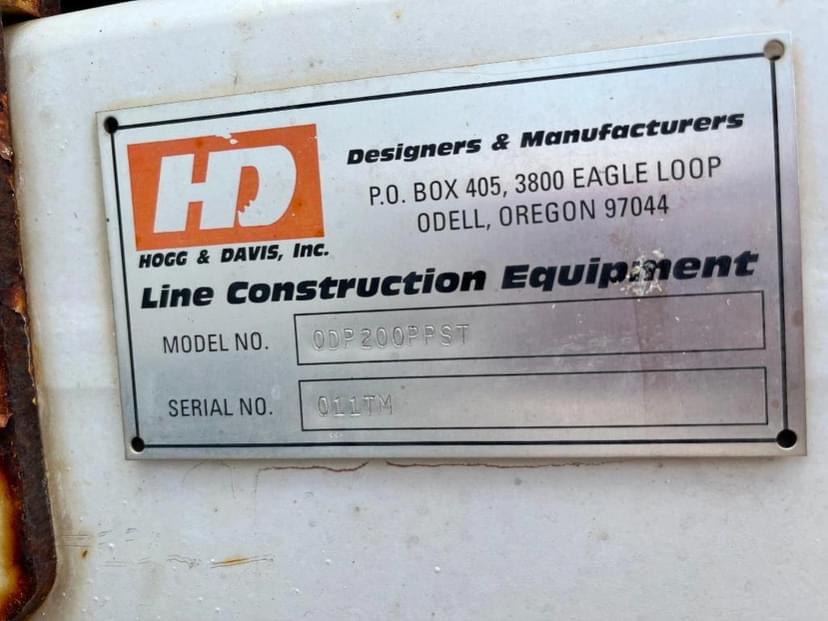 HD
HOGG & DAVIS, Inc.
Designers & Manufacturers
P.O. BOX 405, 3800 EAGLE LOOP
ODELL, OREGON 97044
Line Construction Equipment
MODEL NO. ODP200PPST
SERIAL NO. 011TM